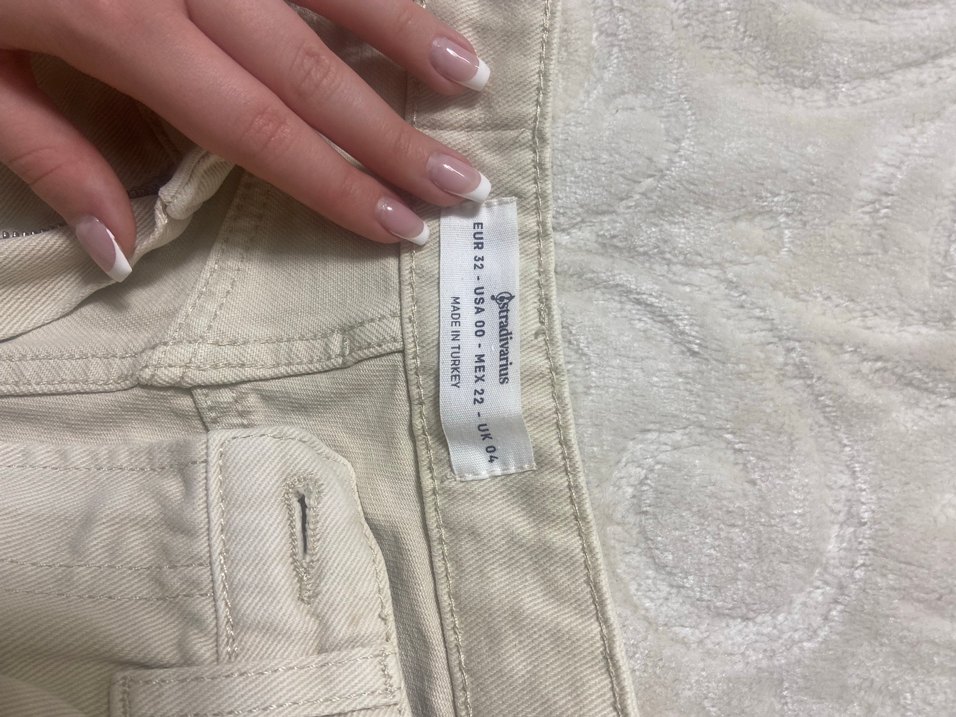 stradivarius
EUR 32 - USA 00 - MEX 22 - UK 04
MADE IN TURKEY